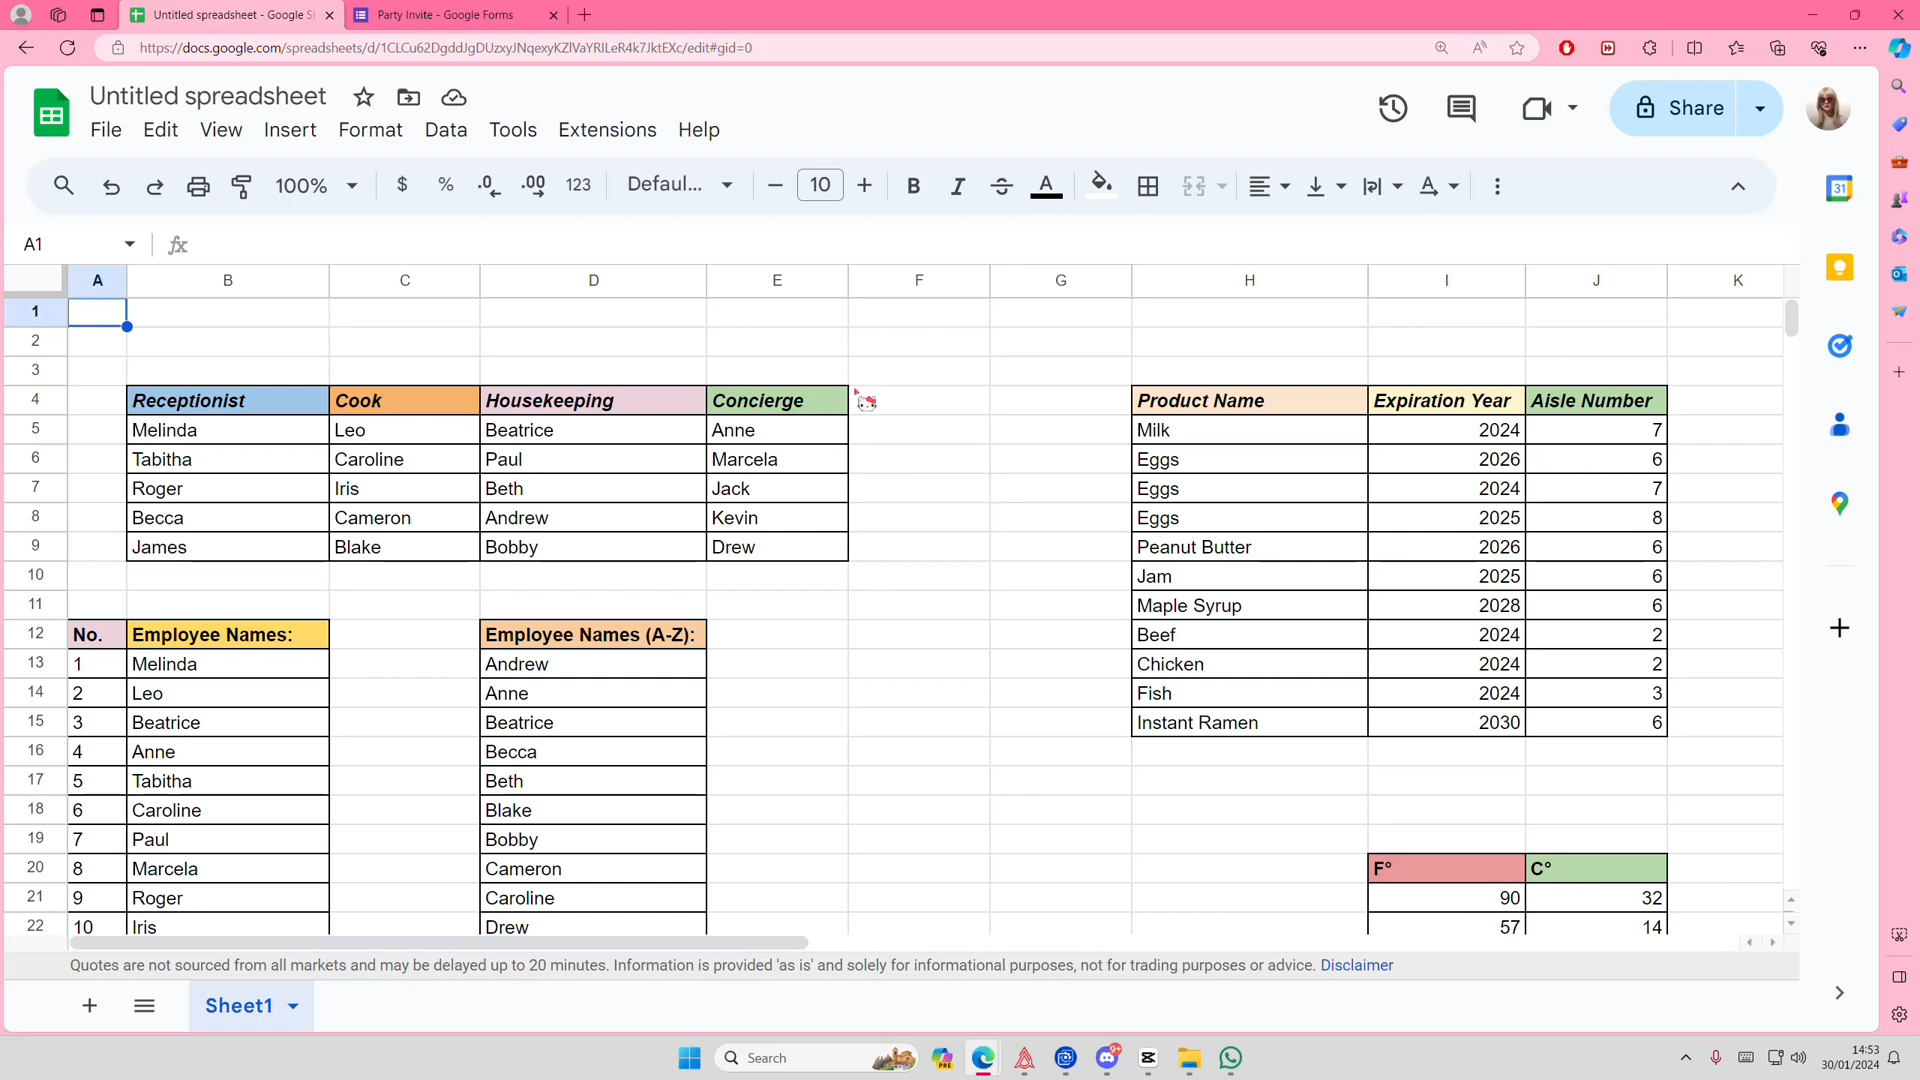 Untitled spreadsheet - Google S
Party Invite - Google Forms
https://docs.google.com/spreadsheets/d/1CLCu62DgddJgDUzxyJNqexyKZlVaYRILeR4k7JktEXc/edit#gid=0
Untitled spreadsheet
File Edit View Insert Format Data Tools Extensions Help
Share
100% $ % .0 .00 123 Defaul... 10 B I A
31
A1 fx
A B C D E F G H I J K
1
2
3
4 Receptionist Cook Housekeeping Concierge Product Name Expiration Year Aisle Number
5 Melinda Leo Beatrice Anne Milk 2024 7
6 Tabitha Caroline Paul Marcela Eggs 2026 6
7 Roger Iris Beth Jack Eggs 2024 7
8 Becca Cameron Andrew Kevin Eggs 2025 8
9 James Blake Bobby Drew Peanut Butter 2026 6
10 Jam 2025 6
11 Maple Syrup 2028 6
12 No. Employee Names: Employee Names (A-Z): Beef 2024 2
13 1 Melinda Andrew Chicken 2024 2
14 2 Leo Anne Fish 2024 3
15 3 Beatrice Beatrice Instant Ramen 2030 6
16 4 Anne Becca
17 5 Tabitha Beth
18 6 Caroline Blake
19 7 Paul Bobby
20 8 Marcela Cameron F° C°
21 9 Roger Caroline 90 32
22 10 Iris Drew 57 14
Quotes are not sourced from all markets and may be delayed up to 20 minutes. Information is provided 'as is' and solely for informational purposes, not for trading purposes or advice. Disclaimer
Sheet1
Search
PRE
9+
14:53
30/01/2024